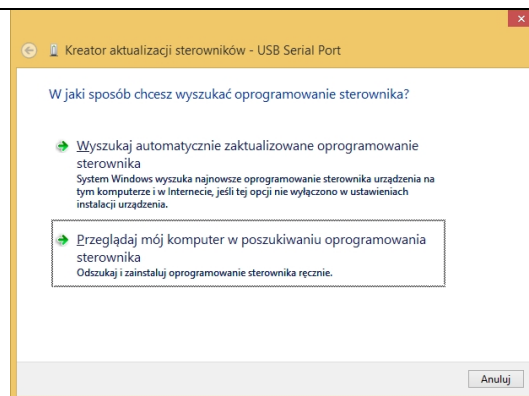 Kreator aktualizacji sterowników - USB Serial Port
W jaki sposób chcesz wyszukać oprogramowanie sterownika?
Wyszukaj automatycznie zaktualizowane oprogramowanie
sterownika
System Windows wyszuka najnowsze oprogramowanie sterownika urządzenia na
tym komputerze i w Internecie, jeśli tej opcji nie wyłączono w ustawieniach
instalacji urządzenia.
Przeglądaj mój komputer w poszukiwaniu oprogramowania
sterownika
Odszukaj i zainstaluj oprogramowanie sterownika ręcznie.
Anuluj